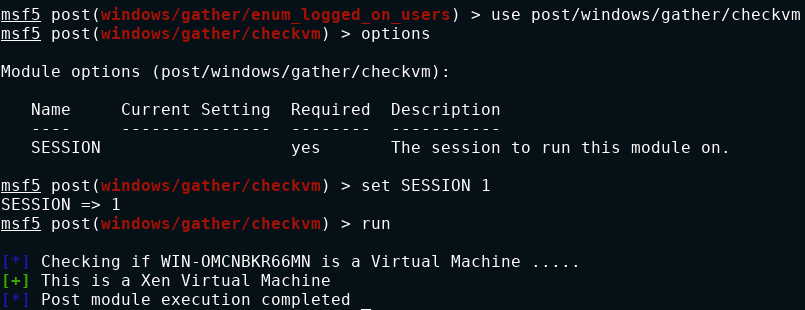 msf5 post(windows/gather/enum_logged_on_users) > use post/windows/gather/checkvm
msf5 post(windows/gather/checkvm) > options
Module options (post/windows/gather/checkvm):
   Name     Current Setting  Required  Description
   ----     ---------------  --------  -----------
   SESSION                   yes       The session to run this module on.
msf5 post(windows/gather/checkvm) > set SESSION 1
SESSION => 1
msf5 post(windows/gather/checkvm) > run
[*] Checking if WIN-OMCNBKR66MN is a Virtual Machine .....
[+] This is a Xen Virtual Machine
[*] Post module execution completed